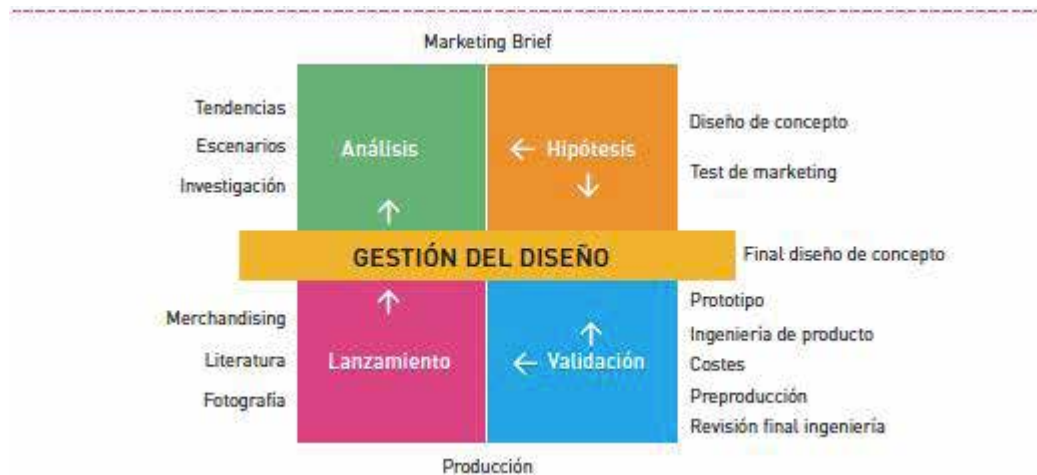 Marketing Brief
Tendencias
Escenarios
Investigación
Análisis
Hipótesis
Diseño de concepto
Test de marketing
GESTIÓN DEL DISEÑO
Final diseño de concepto
Merchandising
Literatura
Fotografía
Lanzamiento
Validación
Prototipo
Ingeniería de producto
Costes
Preproducción
Revisión final ingeniería
Producción